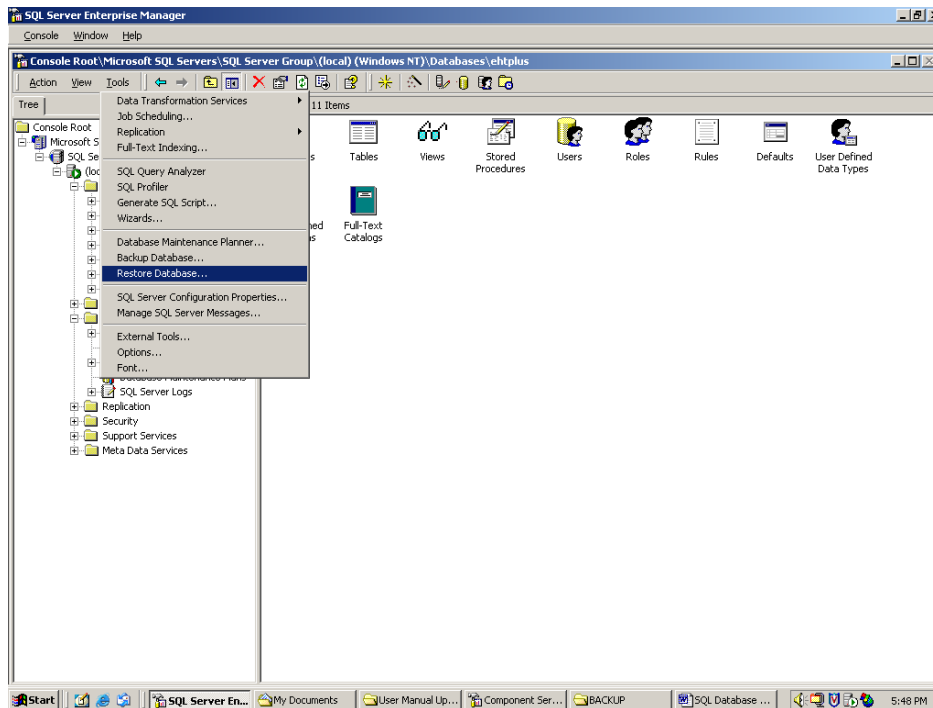 SQL Server Enterprise Manager
Console Window Help
Console Root\Microsoft SQL Servers\SQL Server Group\(local) (Windows NT)\Databases\ehtplus
Action View Tools
Tree
11 Items
Console Root
Microsoft S
SQL Se
(loc
Data Transformation Services
Job Scheduling...
Replication
Full-Text Indexing...
SQL Query Analyzer
SQL Profiler
Generate SQL Script...
Wizards...
Database Maintenance Planner...
Backup Database...
Restore Database...
SQL Server Configuration Properties...
Manage SQL Server Messages...
External Tools...
Options...
Font...
SQL Server Logs
Replication
Security
Support Services
Meta Data Services
s
Tables
Views
Stored
Procedures
Users
Roles
Rules
Defaults
User Defined
Data Types
ned
s
Full-Text
Catalogs
Start
SQL Server En...
My Documents
User Manual Up...
Component Ser...
BACKUP
SQL Database ...
5:48 PM